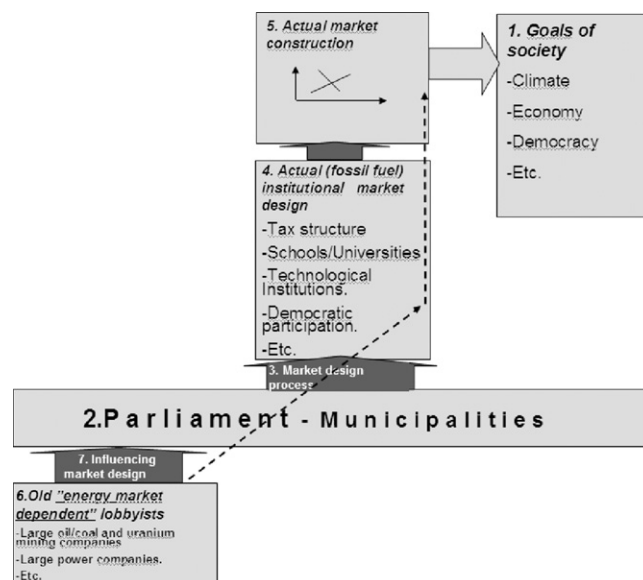 5. Actual market
construction
1. Goals of
society
-Climate
-Economy
-Democracy
-Etc.
4. Actual (fossil fuel)
institutional market
design
-Tax structure
-Schools/Universities
-Technological
Institutions.
-Democratic
participation.
-Etc.
3. Market design
process
2.Parliament - Municipalities
7. Influencing
market design
6.Old "energy market
dependent" lobbyists
-Large oil/coal and uranium
mining companies
-Large power companies.
-Etc.